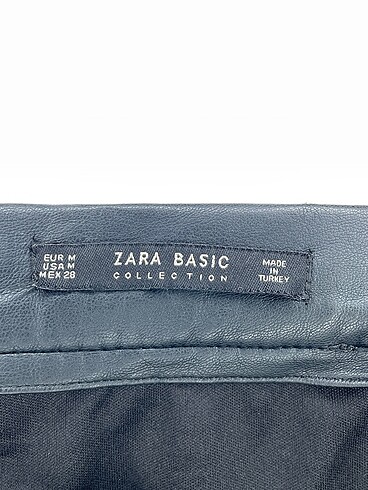 EUR M
USA M
MEX 28
ZARA BASIC
COLLECTION
MADE
IN
TURKEY